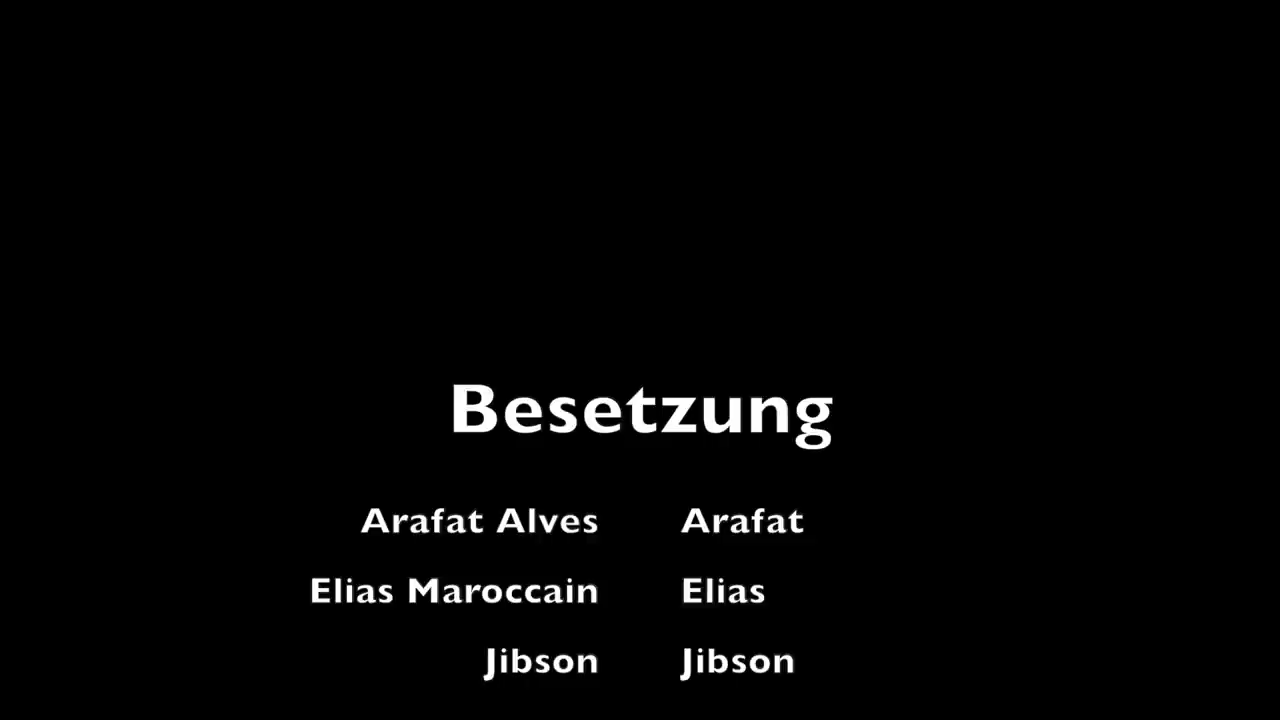 Besetzung
Arafat Alves Arafat
Elias Maroccain Elias
Jibson Jibson